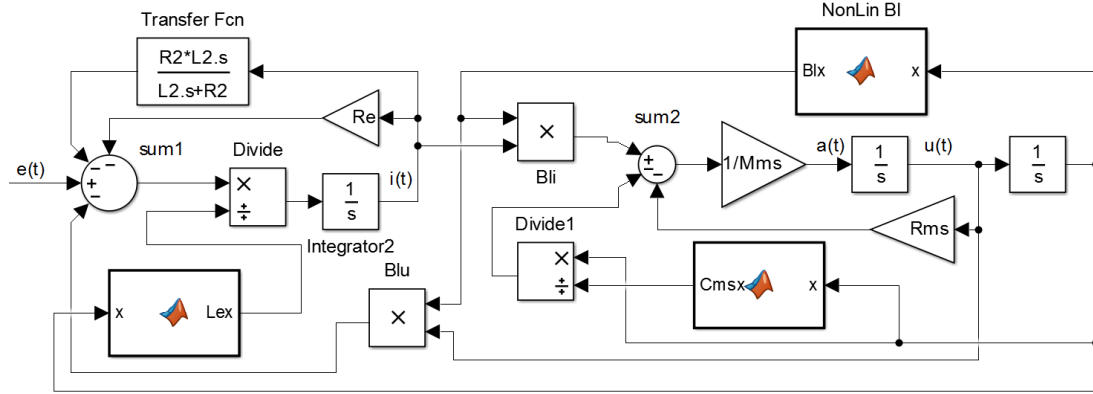 NonLin Bl
Transfer Fcn
R2*L2.s
L2.s+R2
Blx
x
Re
sum2
sum1
Divide
×
÷
e(t)
+
−
−
−
−
1
s
i(t)
Integrator2
×
Bli
+
−
−
1/Mms
a(t)
1
s
u(t)
1
s
Rms
Divide1
×
÷
Cmsx
x
Blu
×
x
Lex